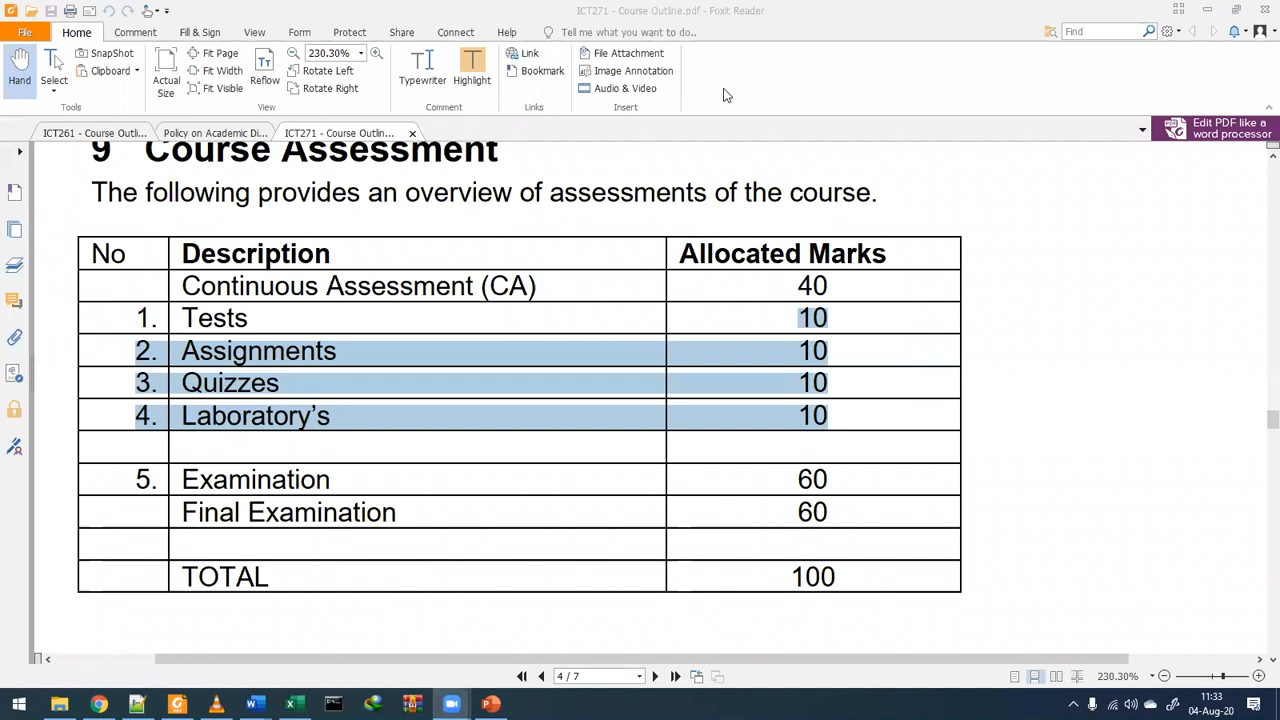 ICT271 - Course Outline.pdf - Foxit Reader
File Home Comment Fill & Sign View Form Protect Share Connect Help Tell me what you want to do.. Find
Hand
Select
SnapShot
Clipboard
Tools
Actual Size
Fit Page
Fit Width
Fit Visible
Reflow
230.30%
Rotate Left
Rotate Right
View
Typewriter
Highlight
Comment
Link
Bookmark
Links
File Attachment
Image Annotation
Audio & Video
Insert
ICT261 - Course Outli... Policy on Academic Di... ICT271 - Course Outlin...
Edit PDF like a word processor
9 Course Assessment
The following provides an overview of assessments of the course.
No Description Allocated Marks
Continuous Assessment (CA) 40
1. Tests 10
2. Assignments 10
3. Quizzes 10
4. Laboratory’s 10
5. Examination 60
Final Examination 60
TOTAL 100
4 / 7
230.30%
11:33
04-Aug-20